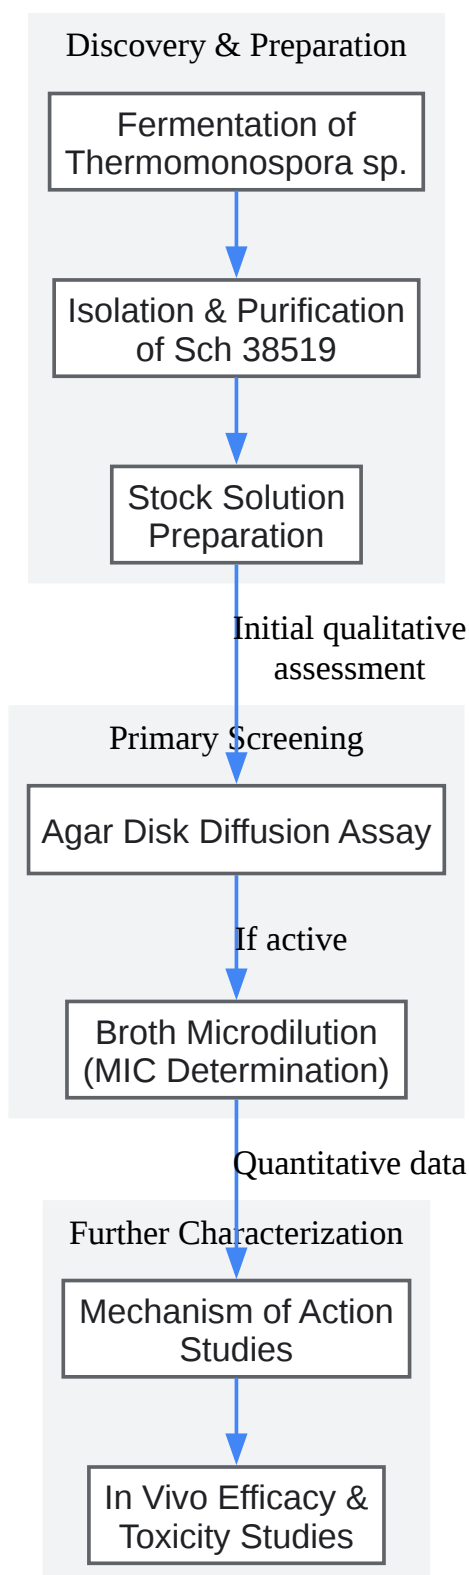 Discovery & Preparation
Fermentation of
Thermomonospora sp.
Isolation & Purification
of Sch 38519
Stock Solution
Preparation
Initial qualitative
assessment
Primary Screening
Agar Disk Diffusion Assay
If active
Broth Microdilution
(MIC Determination)
Quantitative data
Further Characterization
Mechanism of Action
Studies
In Vivo Efficacy &
Toxicity Studies